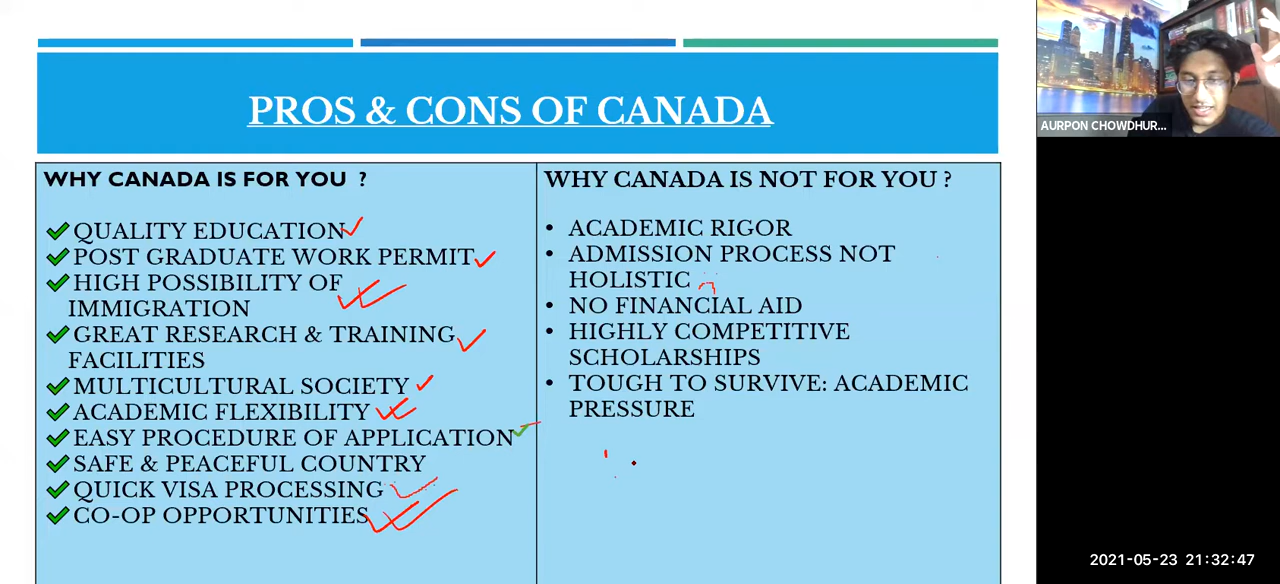 PROS & CONS OF CANADA
WHY CANADA IS FOR YOU ?
QUALITY EDUCATION
POST GRADUATE WORK PERMIT
HIGH POSSIBILITY OF
IMMIGRATION
GREAT RESEARCH & TRAINING
FACILITIES
MULTICULTURAL SOCIETY
ACADEMIC FLEXIBILITY
EASY PROCEDURE OF APPLICATION
SAFE & PEACEFUL COUNTRY
QUICK VISA PROCESSING
CO-OP OPPORTUNITIES
WHY CANADA IS NOT FOR YOU ?
• ACADEMIC RIGOR
• ADMISSION PROCESS NOT
HOLISTIC
• NO FINANCIAL AID
• HIGHLY COMPETITIVE
SCHOLARSHIPS
• TOUGH TO SURVIVE: ACADEMIC
PRESSURE
AURPON CHOWDHUR...
2021-05-23 21:32:47